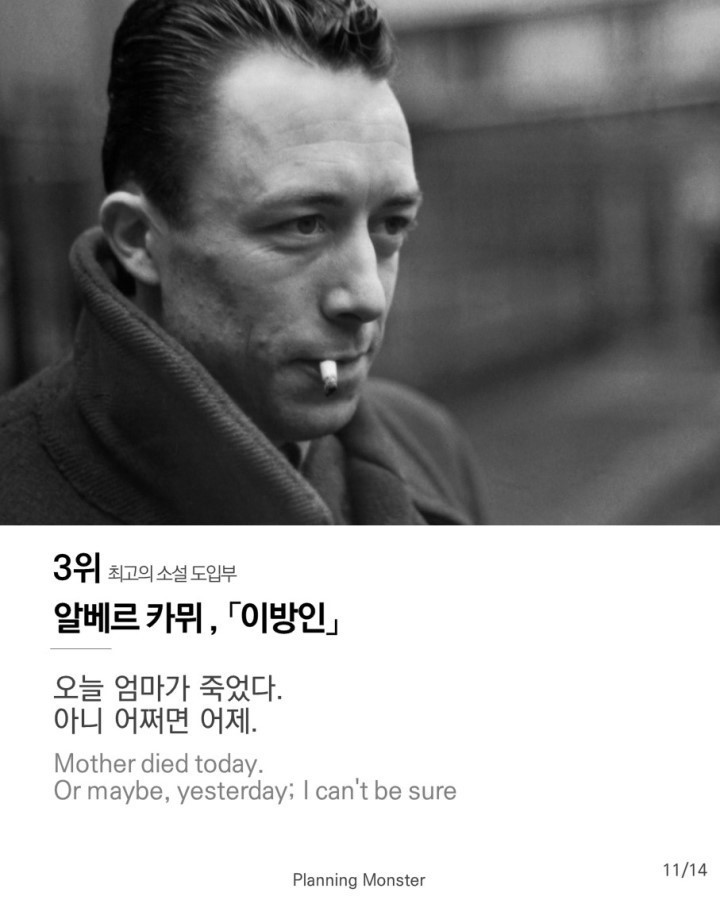 3위 최고의 소설 도입부
알베르 카뮈, 「이방인」
오늘 엄마가 죽었다.
아니 어쩌면 어제.
Mother died today.
Or maybe, yesterday; I can't be sure
Planning Monster
11/14